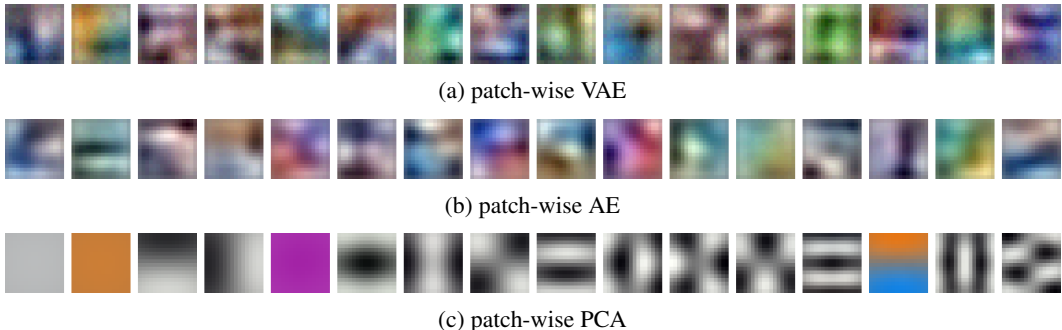 (a) patch-wise VAE
(b) patch-wise AE
(c) patch-wise PCA